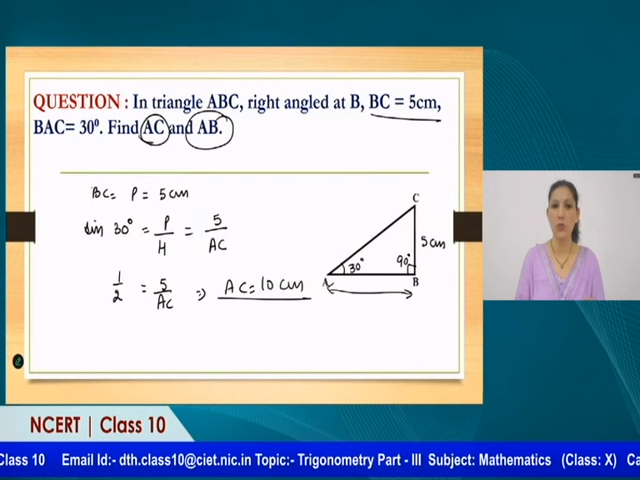 QUESTION : In triangle ABC, right angled at B, BC = 5cm,
BAC= 30⁰. Find AC and AB.
BC= P = 5cm
sin 30° = P/H = 5/AC
1/2 = 5/AC ⇒ AC= 10 cm
C
5cm
30°
90°
A
B
NCERT | Class 10
Class 10 Email Id:- dth.class10@ciet.nic.in Topic:- Trigonometry Part - III Subject: Mathematics (Class: X) Ca